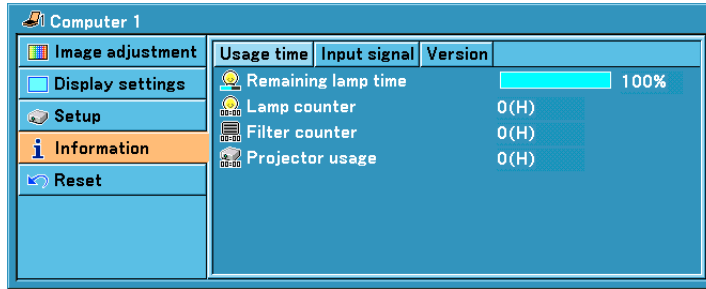 Computer 1
Image adjustment
Display settings
Setup
Information
Reset
Usage time Input signal Version
Remaining lamp time 100%
Lamp counter 0(H)
Filter counter 0(H)
Projector usage 0(H)